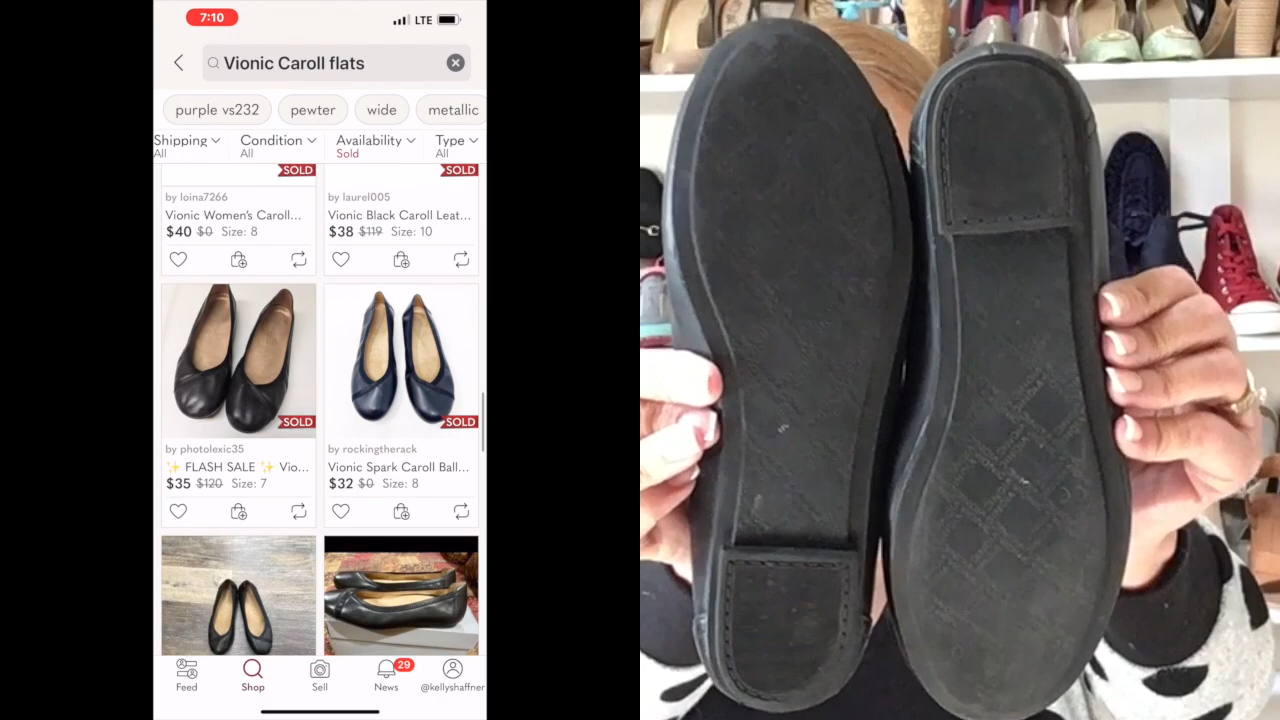 7:10
LTE
Vionic Caroll flats
purple vs232
pewter
wide
metallic
Shipping Condition Availability Type
All All Sold All
SOLD SOLD
by loina7266 by laurel005
Vionic Women's Caroll... Vionic Black Caroll Leat...
$40 $0 Size: 8 $38 $119 Size: 10
SOLD SOLD
by photolexic35 by rockingtherack
✨ FLASH SALE ✨ Vio... Vionic Spark Caroll Ball...
$35 $120 Size: 7 $32 $0 Size: 8
29
Feed Shop Sell News @kellyshaffner